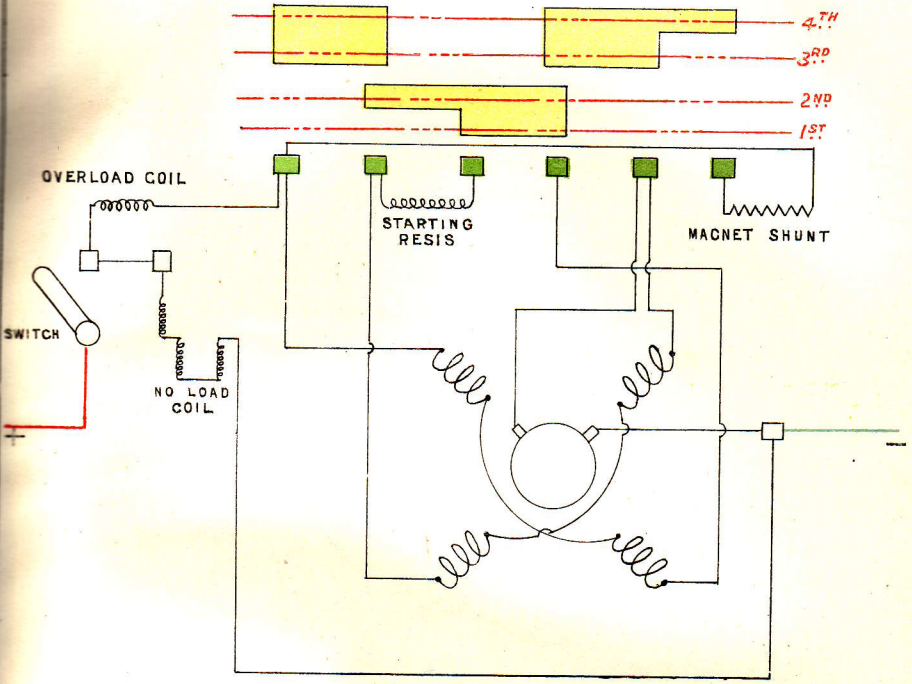 4TH
3RD
2ND
1ST
OVERLOAD COIL
STARTING
RESIS
MAGNET SHUNT
SWITCH
NO LOAD
COIL
+
—